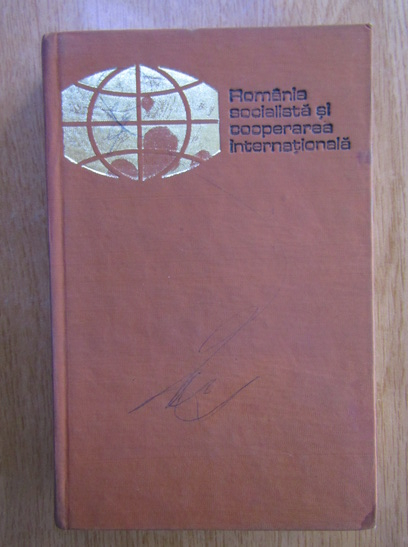 România
socialistă și
cooperarea
internațională